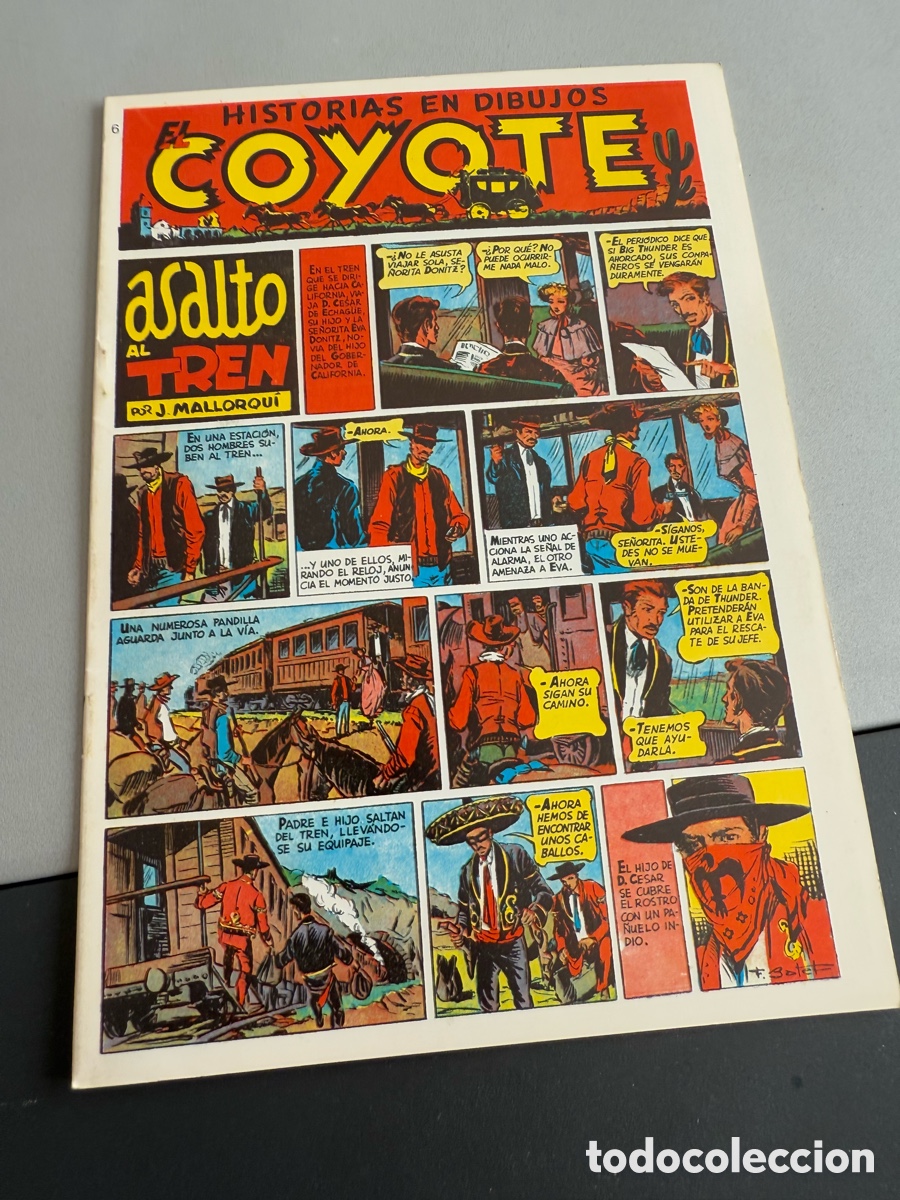 6
HISTORIAS EN DIBUJOS
EL
COYOTE
asalto
AL
TREN
POR J. MALLORQUÍ
EN EL TREN
QUE SE DIRI-
GE HACIA CA-
LIFORNIA, VIA-
JA D. CESAR
DE ECHAGUE,
SU HIJO Y LA
SEÑORITA EVA
DONITZ, NO-
VIA DEL HIJO
DEL GOBER-
NADOR DE
CALIFORNIA.
-¿NO LE ASUSTA
VIAJAR SOLA, SE-
ÑORITA DONITZ?
-¿POR QUÉ? NO
PUEDE OCURRIR-
ME NADA MALO.
-EL PERIÓDICO DICE QUE
SI BIG THUNDER ES
AHORCADO, SUS COMPA-
ÑEROS SE VENGARÁN
DURAMENTE.
EN UNA ESTACIÓN,
DOS HOMBRES SU-
BEN AL TREN...
-AHORA.
...Y UNO DE ELLOS, MI-
RANDO EL RELOJ, ANUN-
CIA EL MOMENTO JUSTO.
MIENTRAS UNO AC-
CIONA LA SEÑAL DE
ALARMA, EL OTRO
AMENAZA A EVA.
-SÍGANOS,
SEÑORITA. USTE-
DES NO SE MUE-
VAN.
UNA NUMEROSA PANDILLA
AGUARDA JUNTO A LA VÍA.
-AHORA
SIGAN SU
CAMINO.
-SON DE LA BAN-
DA DE THUNDER.
PRETENDERÁN
UTILIZAR A EVA
PARA EL RESCA-
TE DE SU JEFE.
-TENEMOS
QUE AYU-
DARLA.
PADRE E HIJO SALTAN
DEL TREN, LLEVÁNDO-
SE SU EQUIPAJE.
-AHORA
HEMOS DE
ENCONTRAR
UNOS CA-
BALLOS.
EL HIJO DE
D. CESAR
SE CUBRE
EL ROSTRO
CON UN PA-
ÑUELO IN-
DIO.
F. Batet
todocoleccion